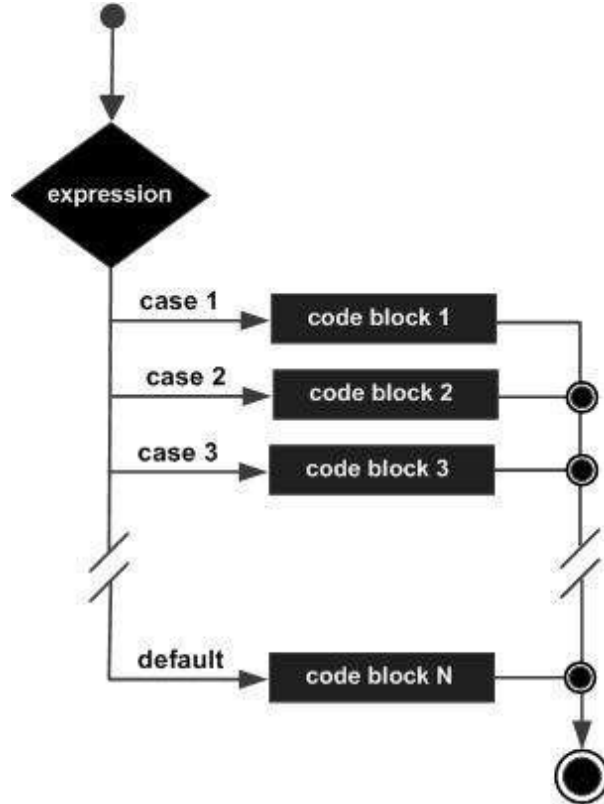 expression
case 1
code block 1
case 2
code block 2
case 3
code block 3
default
code block N